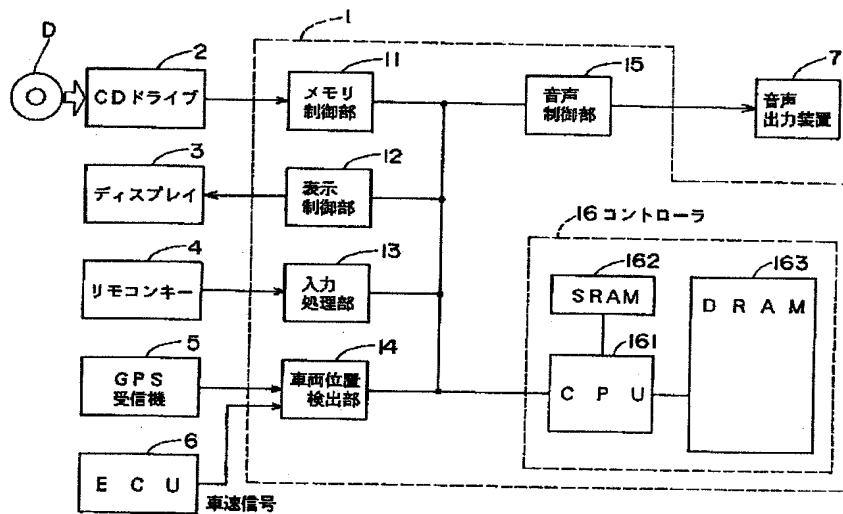 D
2
CDドライブ
3
ディスプレイ
4
リモコンキー
5
GPS
受信機
6
ECU
車速信号
1
11
メモリ
制御部
12
表示
制御部
13
入力
処理部
14
車両位置
検出部
15
音声
制御部
7
音声
出力装置
16 コントローラ
162
SRAM
161
CPU
163
DRAM